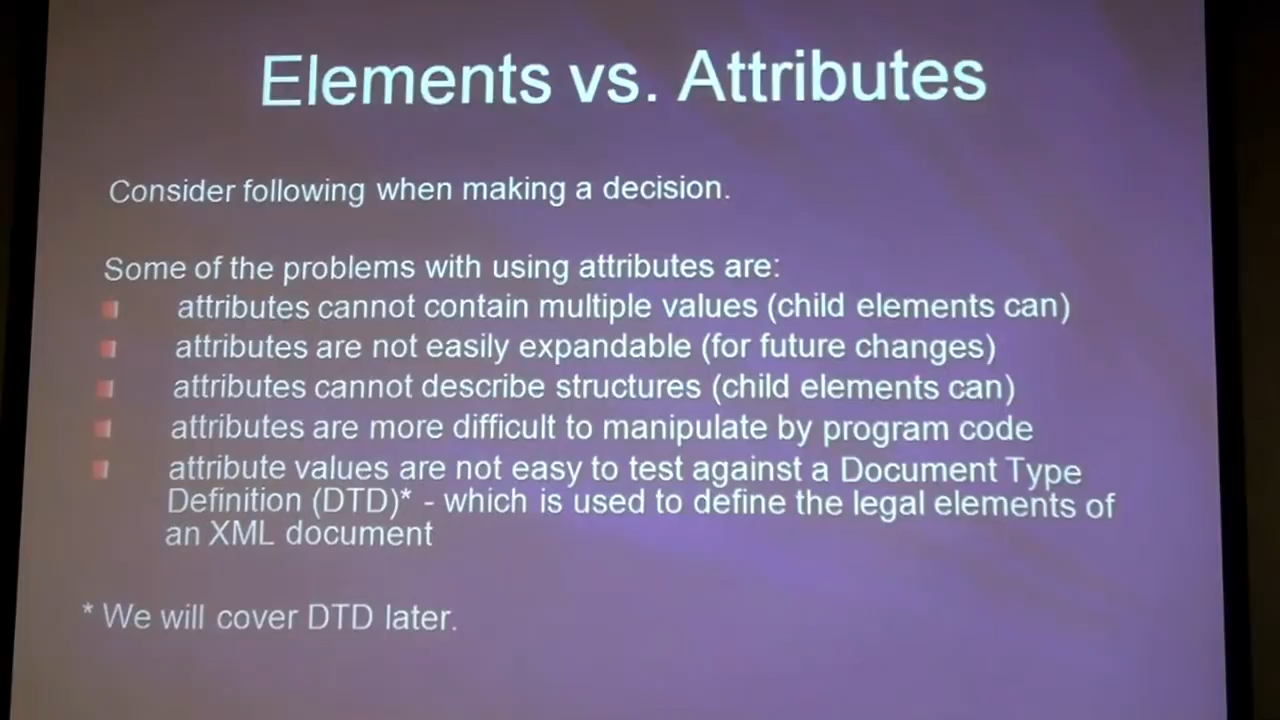 Elements vs. Attributes
Consider following when making a decision.
Some of the problems with using attributes are:
attributes cannot contain multiple values (child elements can)
attributes are not easily expandable (for future changes)
attributes cannot describe structures (child elements can)
attributes are more difficult to manipulate by program code
attribute values are not easy to test against a Document Type
Definition (DTD)* - which is used to define the legal elements of
an XML document
* We will cover DTD later.